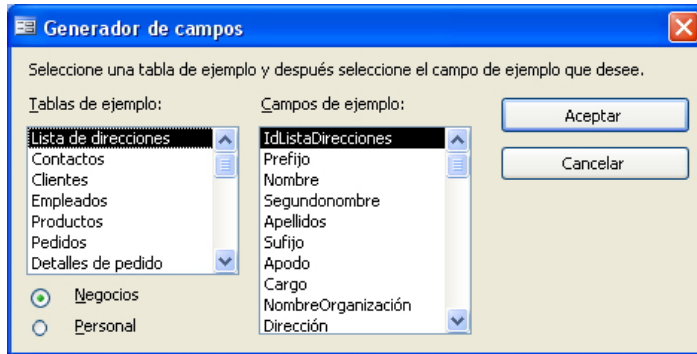 Generador de campos
Seleccione una tabla de ejemplo y después seleccione el campo de ejemplo que desee.
Tablas de ejemplo:
Lista de direcciones
Contactos
Clientes
Empleados
Productos
Pedidos
Detalles de pedido
Negocios
Personal
Campos de ejemplo:
IdListaDirecciones
Prefijo
Nombre
Segundonombre
Apellidos
Sufijo
Apodo
Cargo
NombreOrganización
Dirección
Aceptar
Cancelar